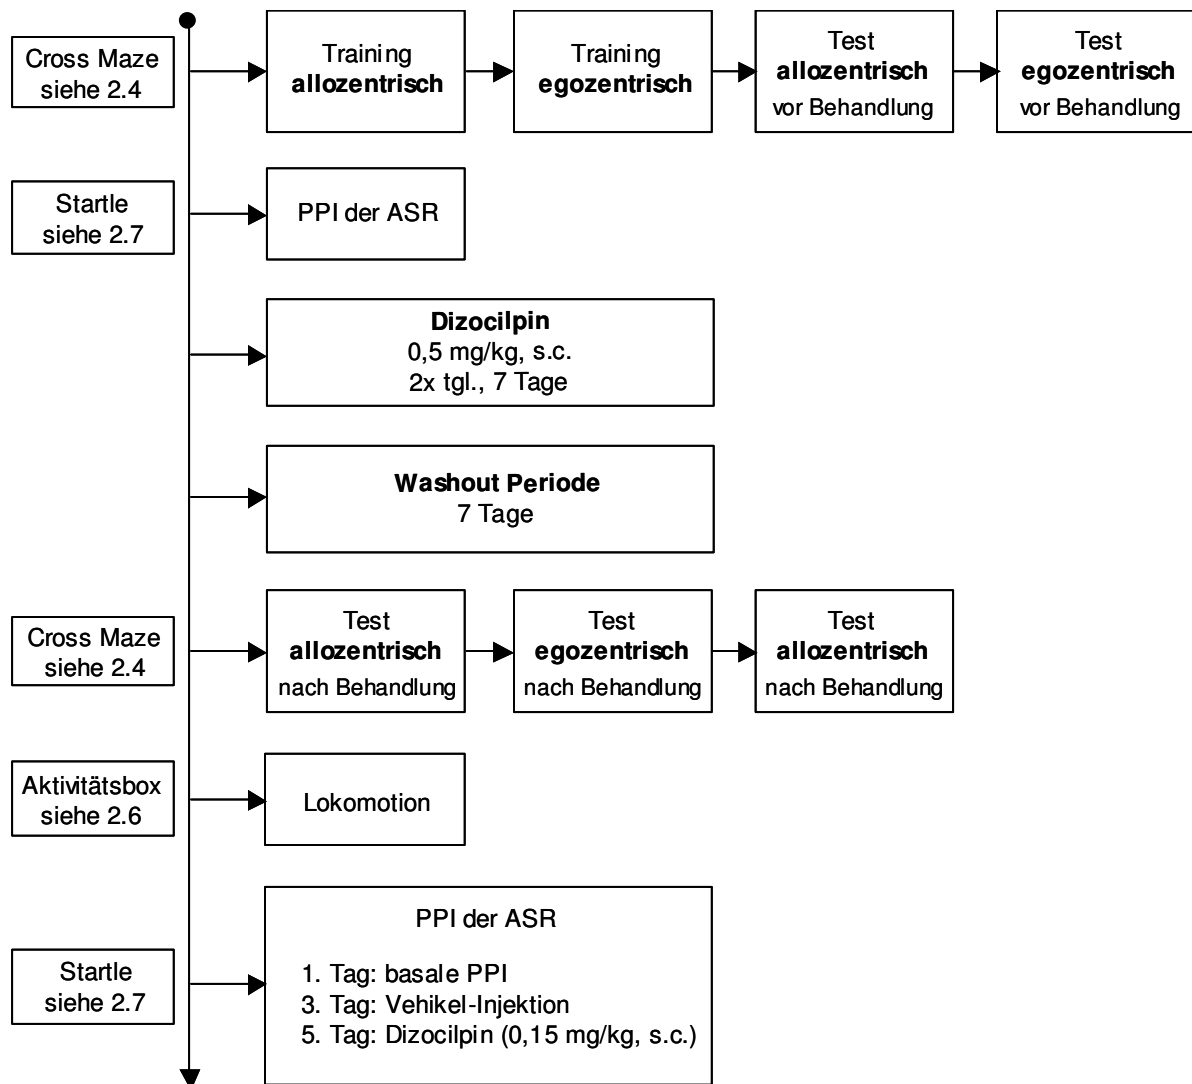 Cross Maze
siehe 2.4
Training
allozentrisch
Training
egozentrisch
Test
allozentrisch
vor Behandlung
Test
egozentrisch
vor Behandlung
Startle
siehe 2.7
PPI der ASR
Dizocilpin
0,5 mg/kg, s.c.
2x tgl., 7 Tage
Washout Periode
7 Tage
Cross Maze
siehe 2.4
Test
allozentrisch
nach Behandlung
Test
egozentrisch
nach Behandlung
Test
allozentrisch
nach Behandlung
Aktivitätsbox
siehe 2.6
Lokomotion
Startle
siehe 2.7
PPI der ASR
1. Tag: basale PPI
3. Tag: Vehikel-Injektion
5. Tag: Dizocilpin (0,15 mg/kg, s.c.)